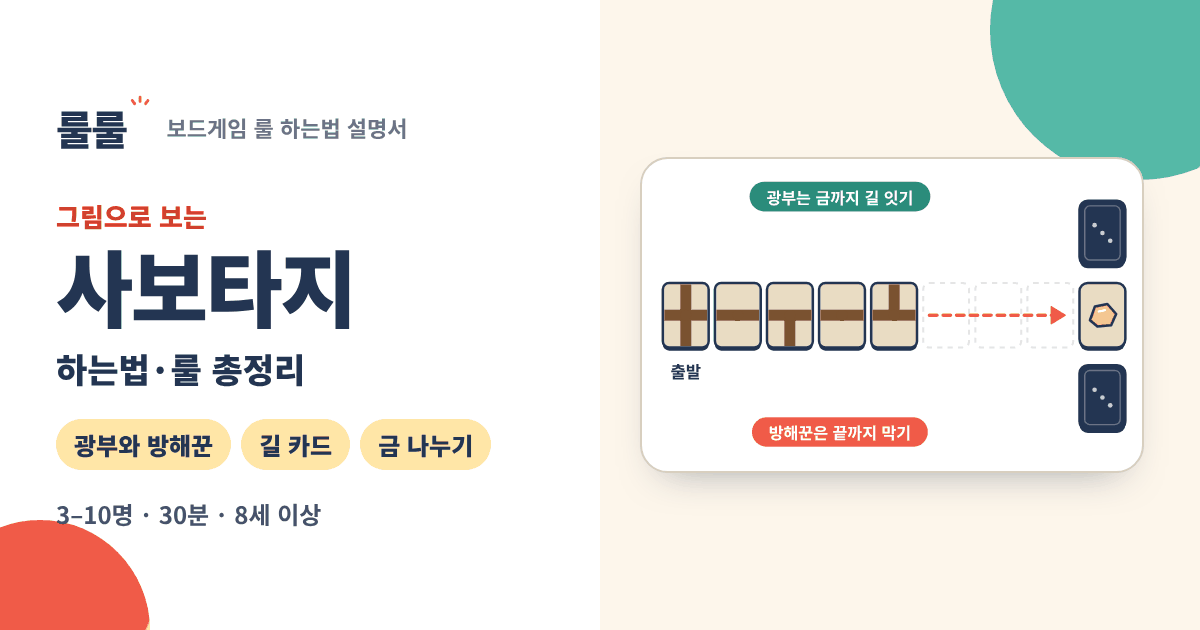 룰룰 보드게임 룰 하는법 설명서
그림으로 보는
사보타지
하는법·룰 총정리
광부와 방해꾼 길 카드 금 나누기
3–10명 · 30분 · 8세 이상
광부는 금까지 길 잇기
출발
방해꾼은 끝까지 막기